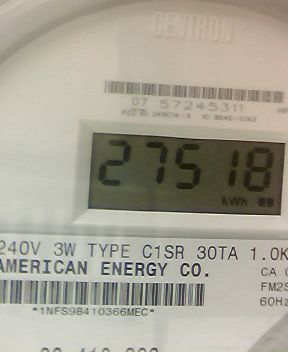 CENTRON®
07 57245311
27518
kWh
240V 3W TYPE C1SR 30TA 1.0K
AMERICAN ENERGY CO.
CA
FM2S
60Hz
*1NFS98410366MEC*